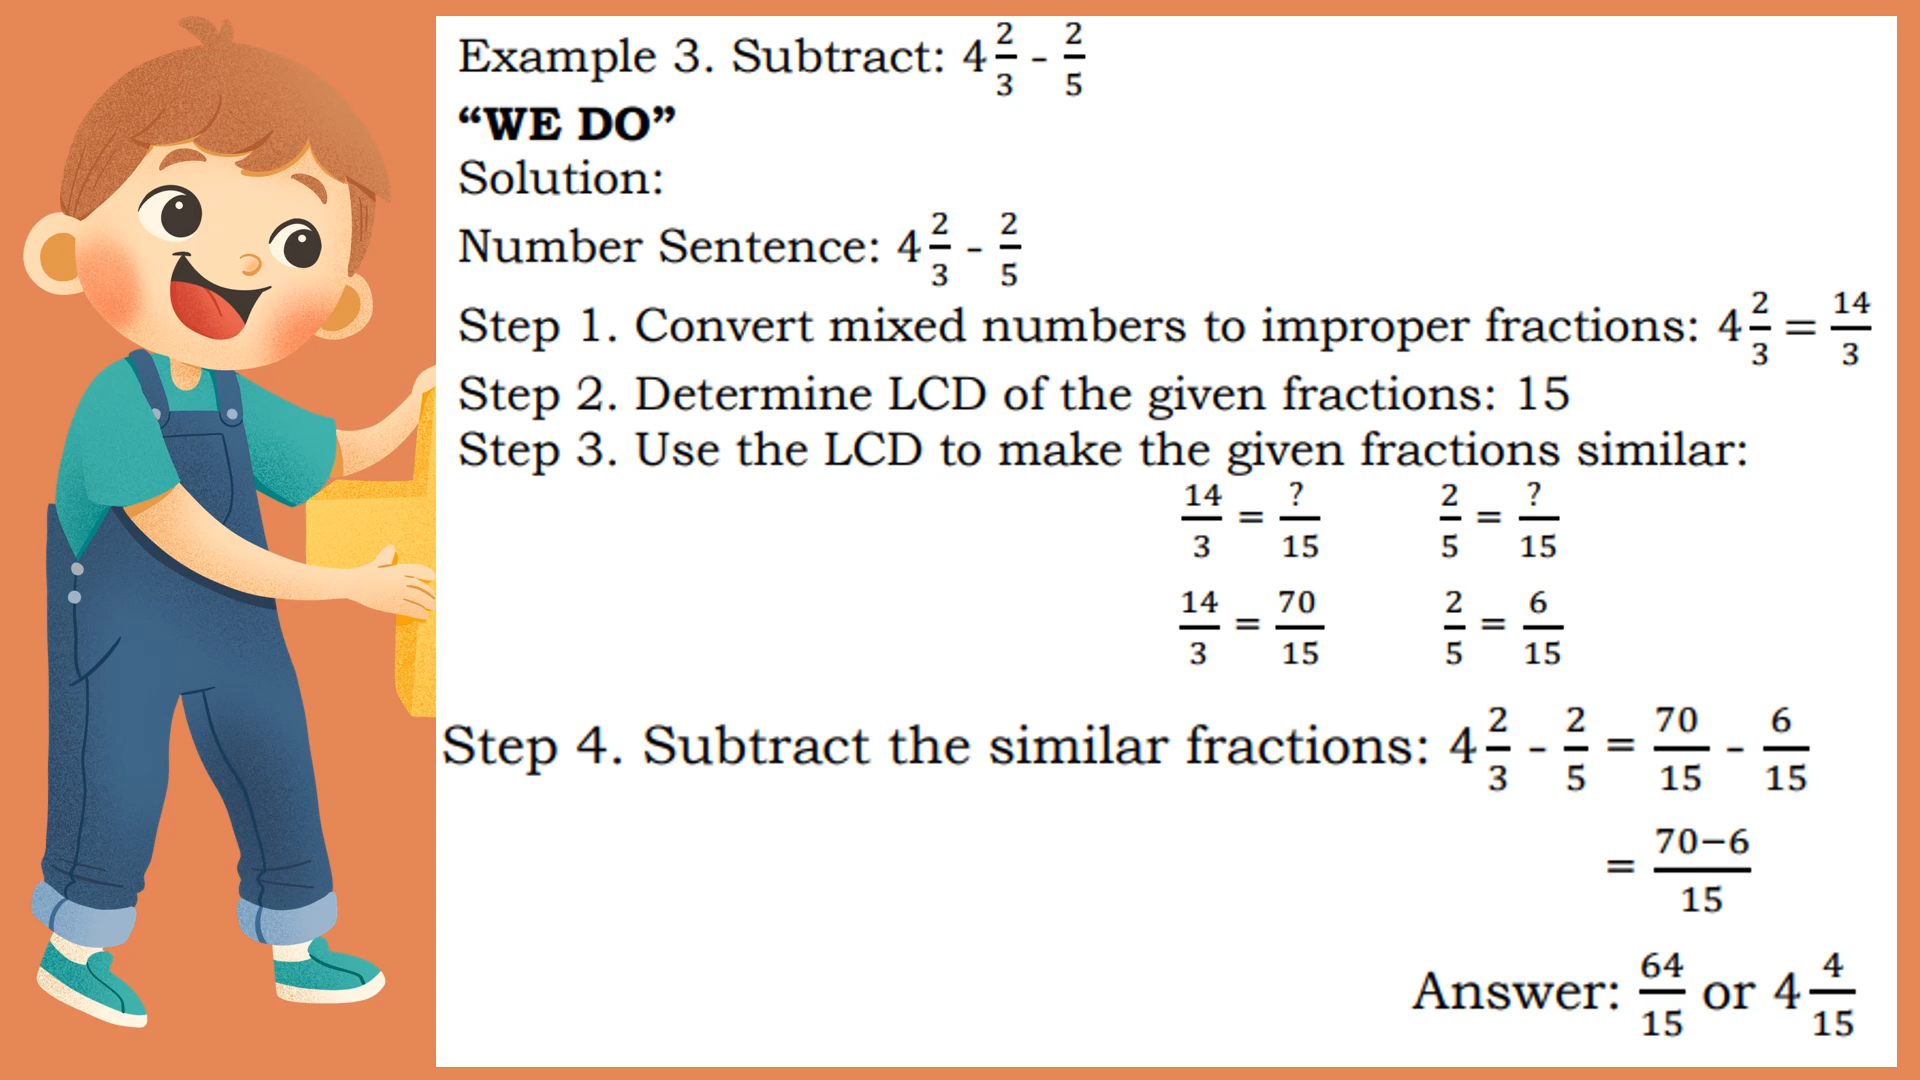 Example 3. Subtract: 4 2/3 - 2/5
“WE DO”
Solution:
Number Sentence: 4 2/3 - 2/5
Step 1. Convert mixed numbers to improper fractions: 4 2/3 = 14/3
Step 2. Determine LCD of the given fractions: 15
Step 3. Use the LCD to make the given fractions similar:
14/3 = ?/15 2/5 = ?/15
14/3 = 70/15 2/5 = 6/15
Step 4. Subtract the similar fractions: 4 2/3 - 2/5 = 70/15 - 6/15
= 70−6/15
Answer: 64/15 or 4 4/15